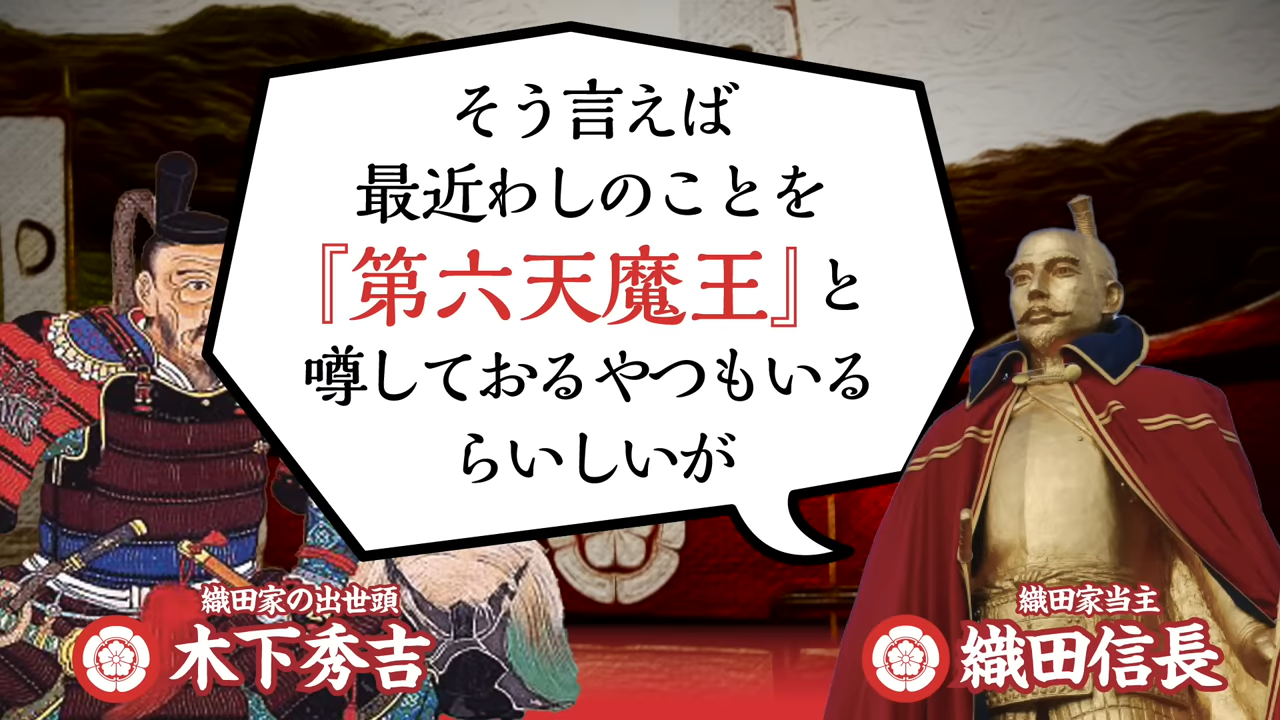 そう言えば
最近わしのことを
『第六天魔王』と
噂しておるやつもいる
らいしいが
織田家の出世頭
木下秀吉
織田家当主
織田信長